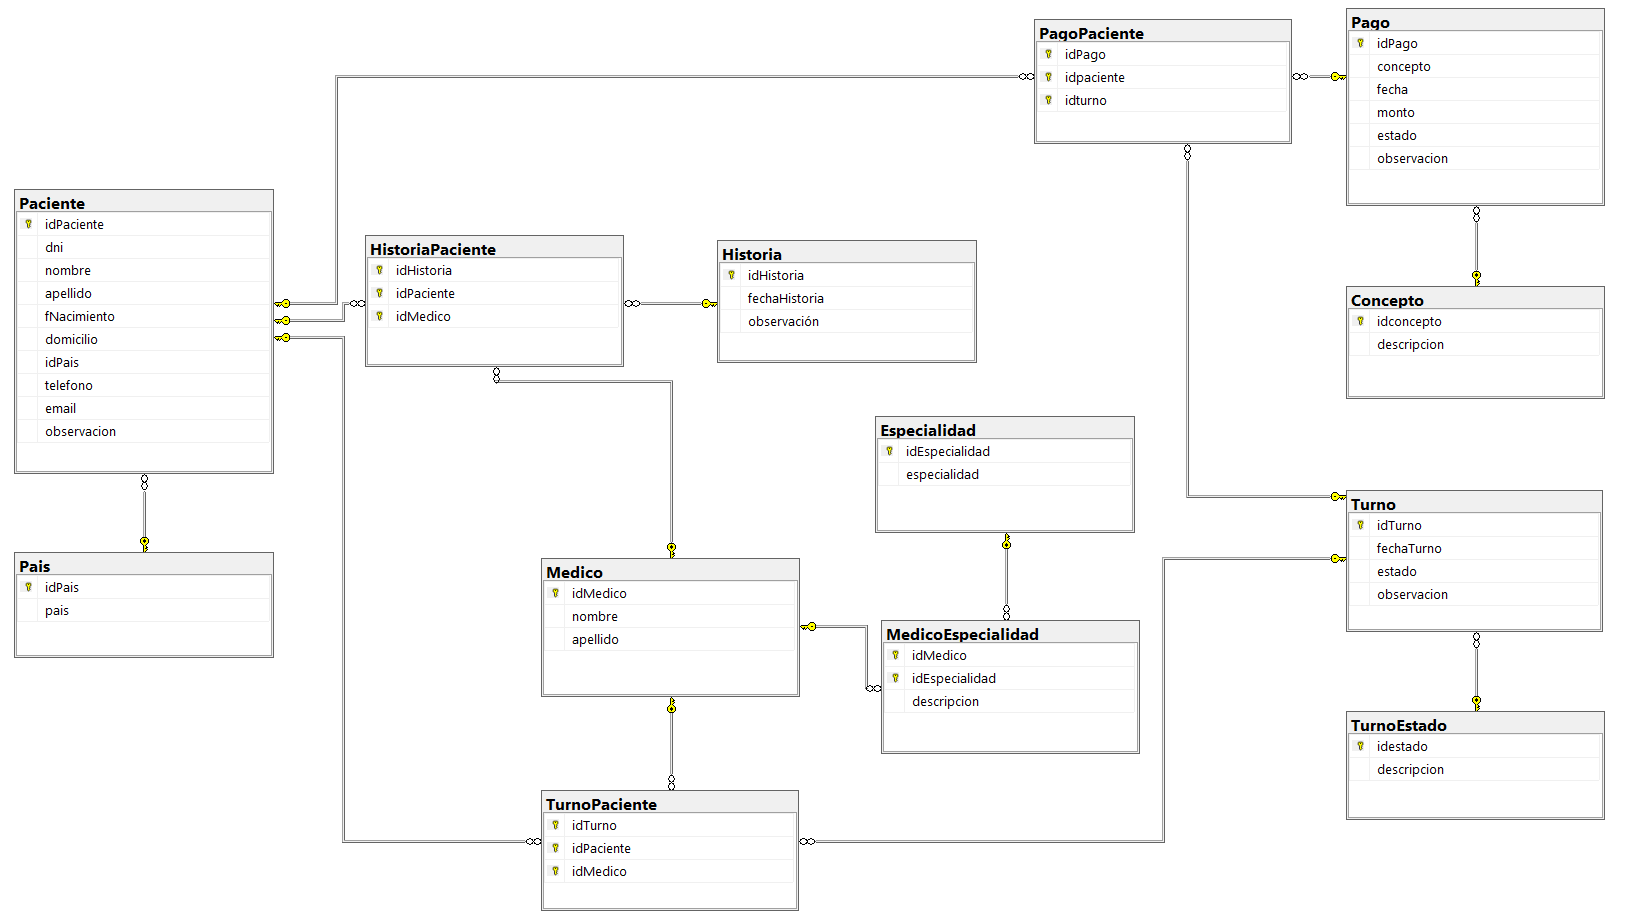 PagoPaciente
idPago
idpaciente
idturno
Pago
idPago
concepto
fecha
monto
estado
observacion
Paciente
idPaciente
dni
nombre
apellido
fNacimiento
domicilio
idPais
telefono
email
observacion
HistoriaPaciente
idHistoria
idPaciente
idMedico
Historia
idHistoria
fechaHistoria
observación
Concepto
idconcepto
descripcion
Especialidad
idEspecialidad
especialidad
Turno
idTurno
fechaTurno
estado
observacion
Pais
idPais
pais
Medico
idMedico
nombre
apellido
MedicoEspecialidad
idMedico
idEspecialidad
descripcion
TurnoEstado
idestado
descripcion
TurnoPaciente
idTurno
idPaciente
idMedico